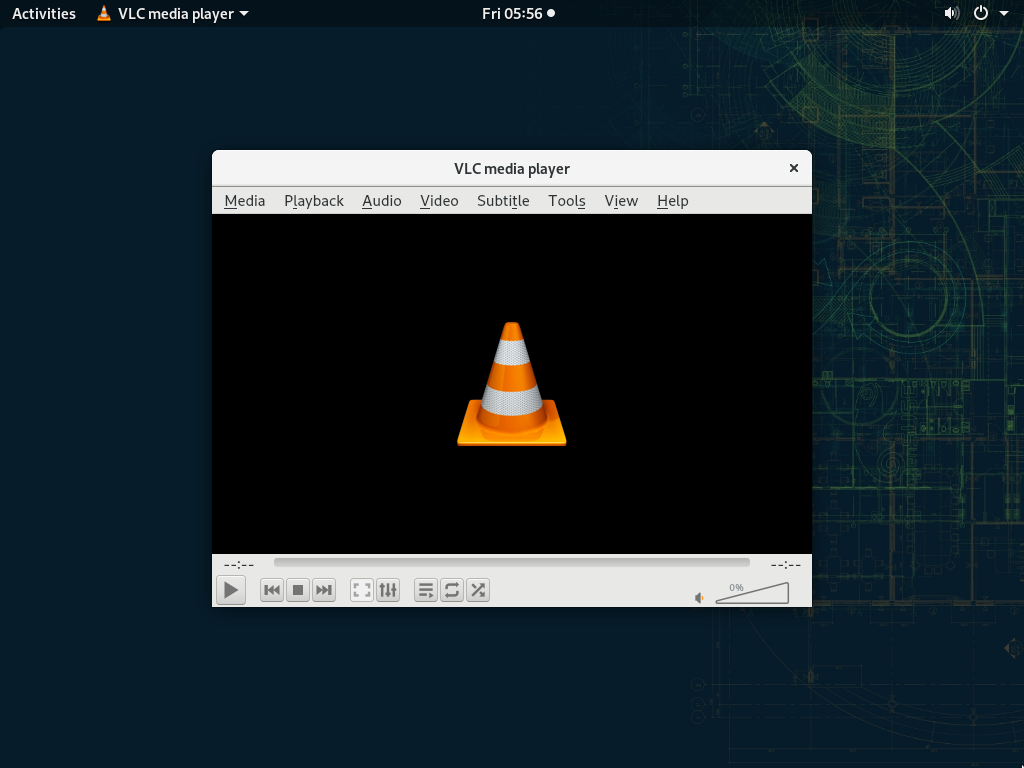 Activities VLC media player Fri 05:56
VLC media player
Media Playback Audio Video Subtitle Tools View Help
--:-- --:--
0%